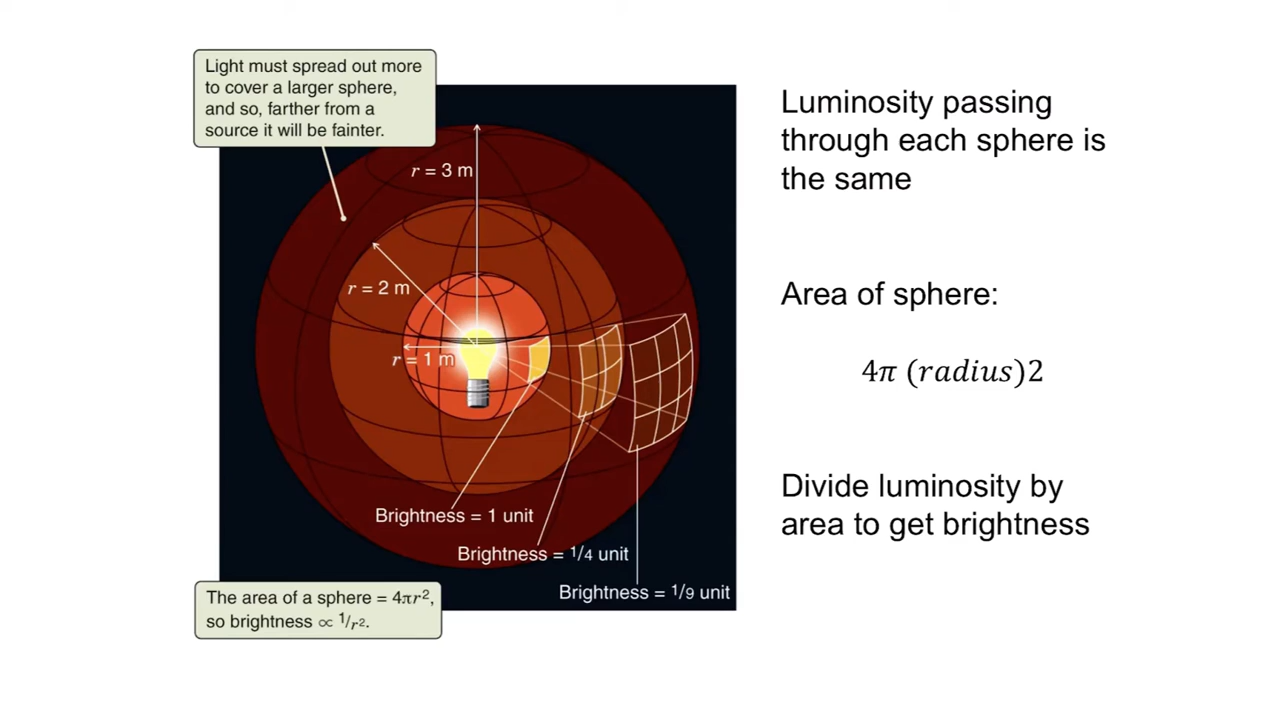 Light must spread out more
to cover a larger sphere,
and so, farther from a
source it will be fainter.
r = 3 m
r = 2 m
r = 1 m
Brightness = 1 unit
Brightness = 1/4 unit
Brightness = 1/9 unit
The area of a sphere = 4πr²,
so brightness ∝ 1/r².
Luminosity passing
through each sphere is
the same
Area of sphere:
4π (radius)2
Divide luminosity by
area to get brightness